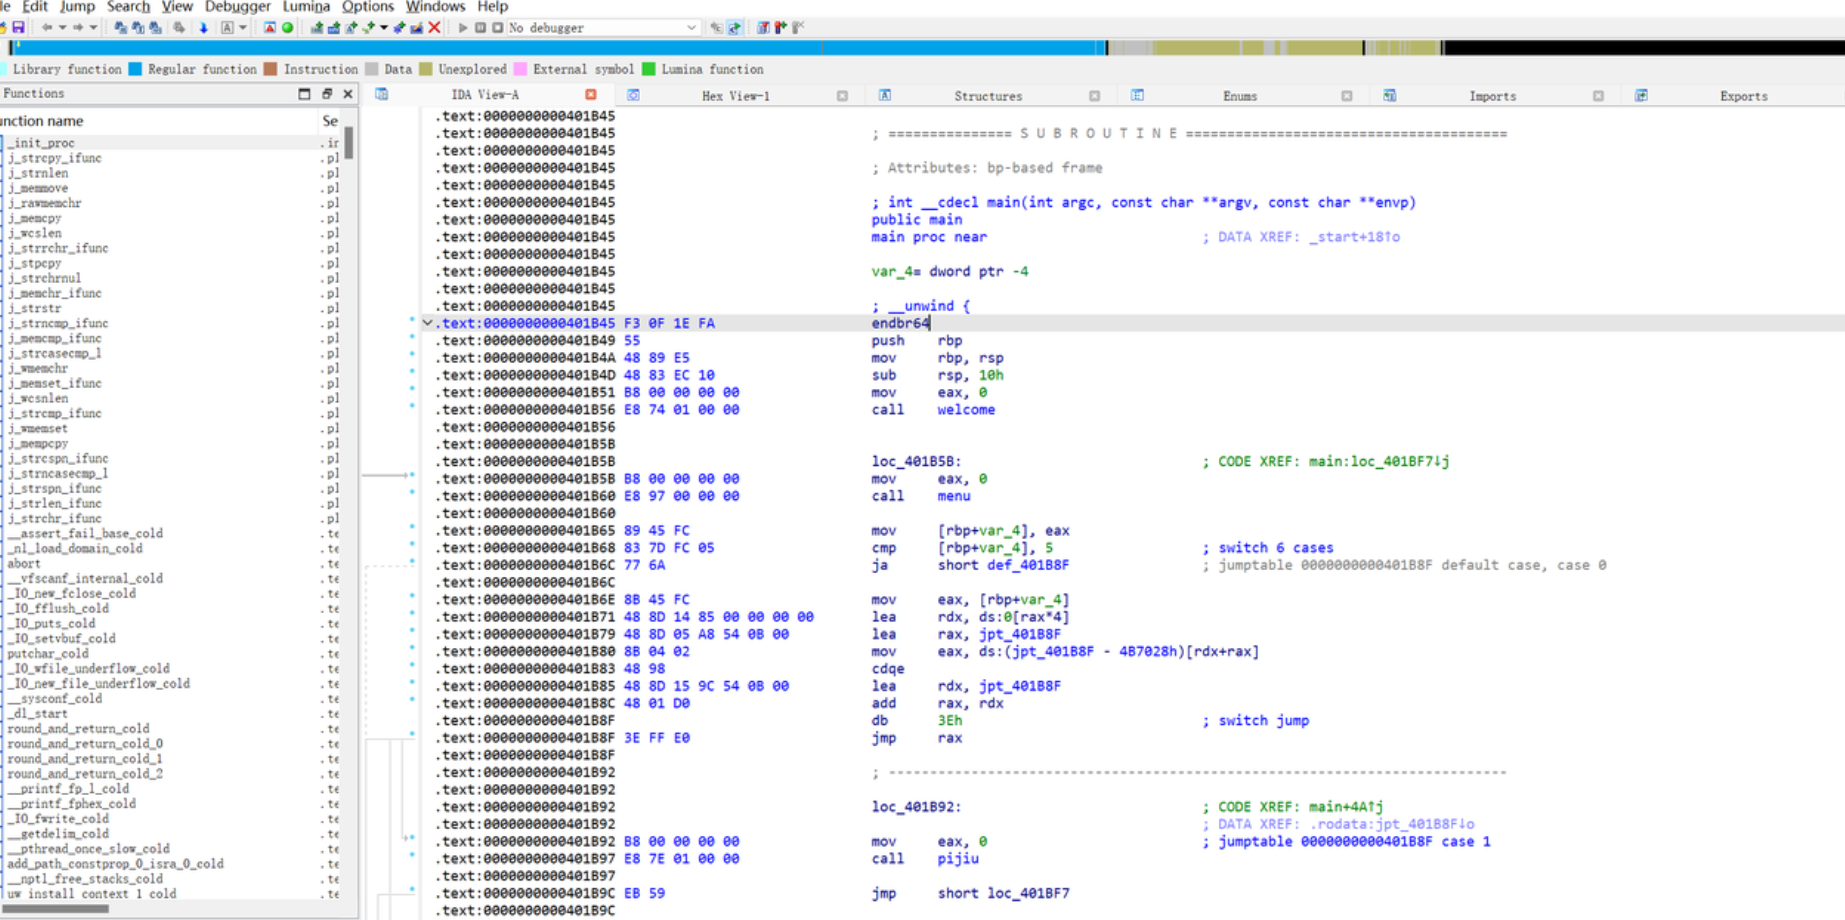 le Edit Jump Search View Debugger Lumina Options Windows Help
No debugger
Library function Regular function Instruction Data Unexplored External symbol Lumina function
Functions
IDA View-A Hex View-1 Structures Enums Imports Exports
unction name Se
_init_proc .in
j_strcpy_ifunc .pl
j_strnlen .pl
j_memmove .pl
j_rawmemchr .pl
j_memcpy .pl
j_wcslen .pl
j_strrchr_ifunc .pl
j_stpcpy .pl
j_strchrnul .pl
j_memchr_ifunc .pl
j_strstr .pl
j_strncmp_ifunc .pl
j_memcmp_ifunc .pl
j_strcasecmp_l .pl
j_wmemchr .pl
j_memset_ifunc .pl
j_wcsnlen .pl
j_strcmp_ifunc .pl
j_wmemset .pl
j_mempcpy .pl
j_strcspn_ifunc .pl
j_strncasecmp_l .pl
j_strspn_ifunc .pl
j_strlen_ifunc .pl
j_strchr_ifunc .pl
__assert_fail_base_cold .te
_nl_load_domain_cold .te
abort .te
__vfscanf_internal_cold .te
_IO_new_fclose_cold .te
_IO_fflush_cold .te
_IO_puts_cold .te
_IO_setvbuf_cold .te
putchar_cold .te
_IO_wfile_underflow_cold .te
_IO_new_file_underflow_cold .te
__sysconf_cold .te
_dl_start .te
round_and_return_cold .te
round_and_return_cold_0 .te
round_and_return_cold_1 .te
round_and_return_cold_2 .te
__printf_fp_l_cold .te
__printf_fphex_cold .te
_IO_fwrite_cold .te
__getdelim_cold .te
__pthread_once_slow_cold .te
add_path_constprop_0_isra_0_cold .te
__nptl_free_stacks_cold .te
uw_install_context_1_cold .te
.text:0000000000401B45
.text:0000000000401B45 ; =============== S U B R O U T I N E =======================================
.text:0000000000401B45
.text:0000000000401B45 ; Attributes: bp-based frame
.text:0000000000401B45
.text:0000000000401B45 ; int __cdecl main(int argc, const char **argv, const char **envp)
.text:0000000000401B45 public main
.text:0000000000401B45 main proc near ; DATA XREF: _start+18↑o
.text:0000000000401B45
.text:0000000000401B45 var_4= dword ptr -4
.text:0000000000401B45
.text:0000000000401B45 ; __unwind {
.text:0000000000401B45 F3 0F 1E FA endbr64
.text:0000000000401B49 55 push rbp
.text:0000000000401B4A 48 89 E5 mov rbp, rsp
.text:0000000000401B4D 48 83 EC 10 sub rsp, 10h
.text:0000000000401B51 B8 00 00 00 00 mov eax, 0
.text:0000000000401B56 E8 74 01 00 00 call welcome
.text:0000000000401B56
.text:0000000000401B5B
.text:0000000000401B5B loc_401B5B: ; CODE XREF: main:loc_401BF7↓j
.text:0000000000401B5B B8 00 00 00 00 mov eax, 0
.text:0000000000401B60 E8 97 00 00 00 call menu
.text:0000000000401B60
.text:0000000000401B65 89 45 FC mov [rbp+var_4], eax
.text:0000000000401B68 83 7D FC 05 cmp [rbp+var_4], 5 ; switch 6 cases
.text:0000000000401B6C 77 6A ja short def_401B8F ; jumptable 0000000000401B8F default case, case 0
.text:0000000000401B6C
.text:0000000000401B6E 8B 45 FC mov eax, [rbp+var_4]
.text:0000000000401B71 48 8D 14 85 00 00 00 00 lea rdx, ds:0[rax*4]
.text:0000000000401B79 48 8D 05 A8 54 0B 00 lea rax, jpt_401B8F
.text:0000000000401B80 8B 04 02 mov eax, ds:(jpt_401B8F - 4B7028h)[rdx+rax]
.text:0000000000401B83 48 98 cdqe
.text:0000000000401B85 48 8D 15 9C 54 0B 00 lea rdx, jpt_401B8F
.text:0000000000401B8C 48 01 D0 add rax, rdx
.text:0000000000401B8F db 3Eh ; switch jump
.text:0000000000401B8F 3E FF E0 jmp rax
.text:0000000000401B8F
.text:0000000000401B92 ; ---------------------------------------------------------------------------
.text:0000000000401B92
.text:0000000000401B92 loc_401B92: ; CODE XREF: main+4A↑j
.text:0000000000401B92 ; DATA XREF: .rodata:jpt_401B8F↓o
.text:0000000000401B92 B8 00 00 00 00 mov eax, 0 ; jumptable 0000000000401B8F case 1
.text:0000000000401B97 E8 7E 01 00 00 call pijiu
.text:0000000000401B97
.text:0000000000401B9C EB 59 jmp short loc_401BF7
.text:0000000000401B9C